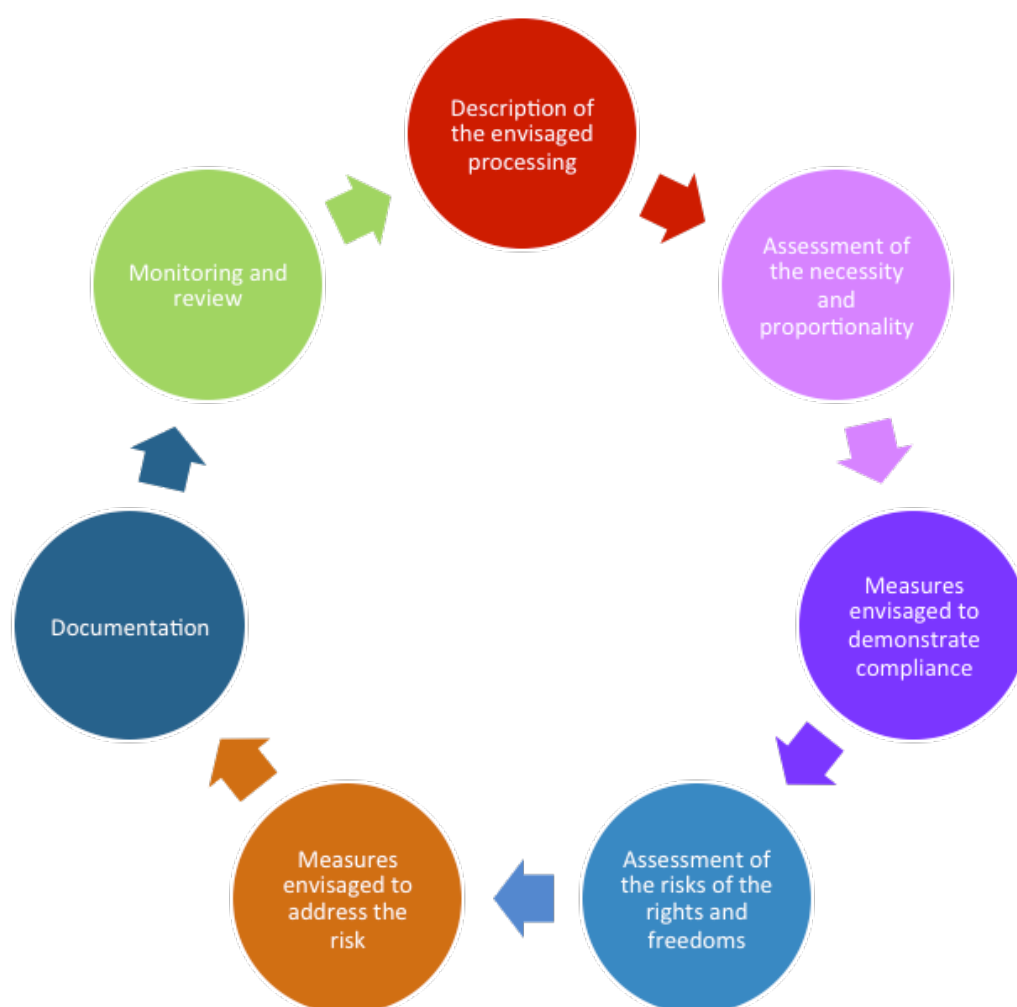 Description of
the envisaged
processing
Assessment of
the necessity
and
proportionality
Measures
envisaged to
demonstrate
compliance
Assessment of
the risks of the
rights and
freedoms
Measures
envisaged to
address the
risk
Documentation
Monitoring and
review